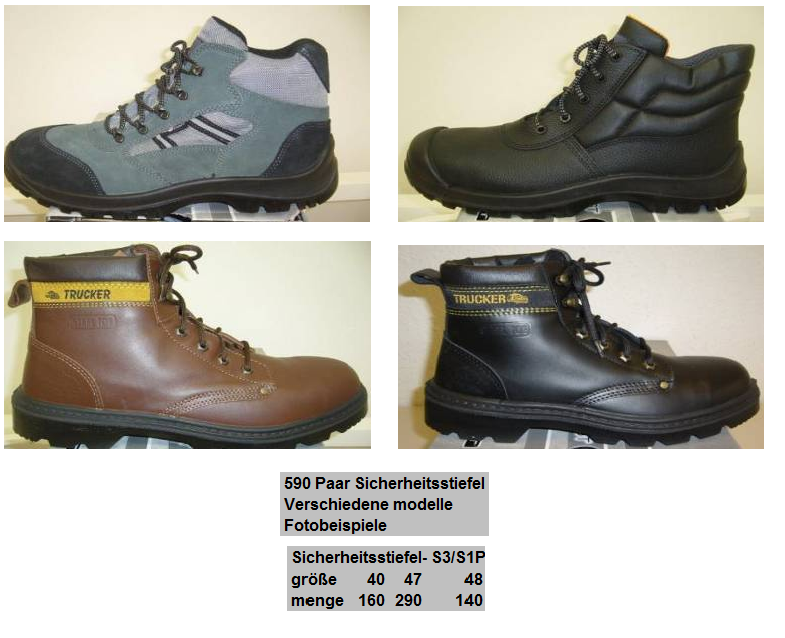 TRUCKER
TRUCKER
590 Paar Sicherheitsstiefel
Verschiedene modelle
Fotobeispiele
Sicherheitsstiefel- S3/S1P
größe 40 47 48
menge 160 290 140